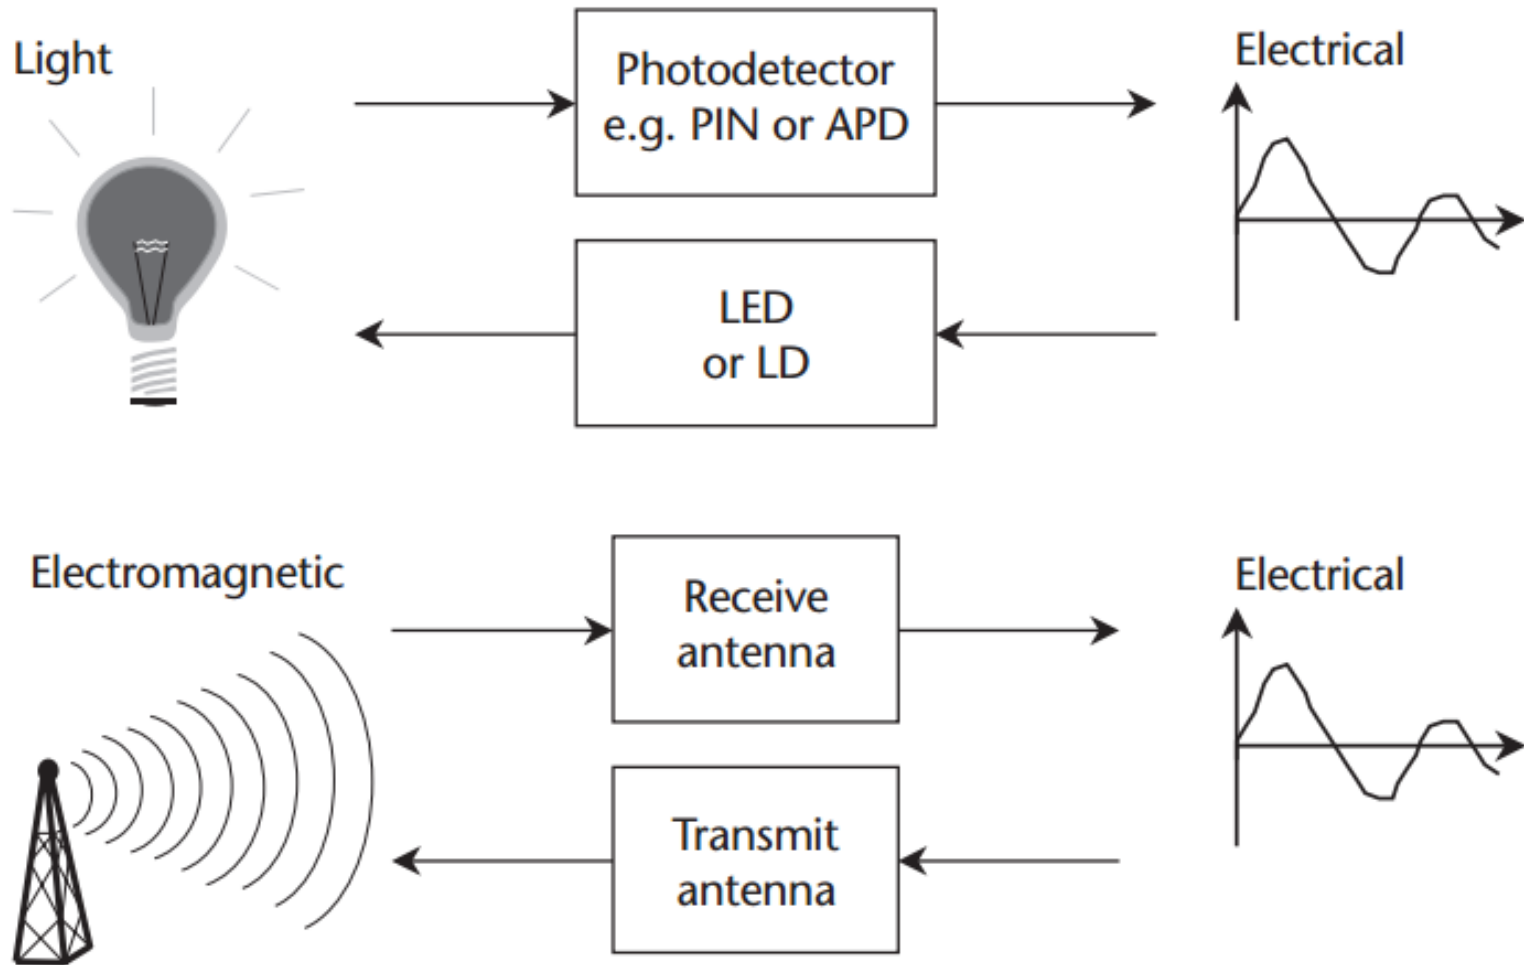 Light
Photodetector
e.g. PIN or APD
Electrical
LED
or LD
Electromagnetic
Receive
antenna
Electrical
Transmit
antenna